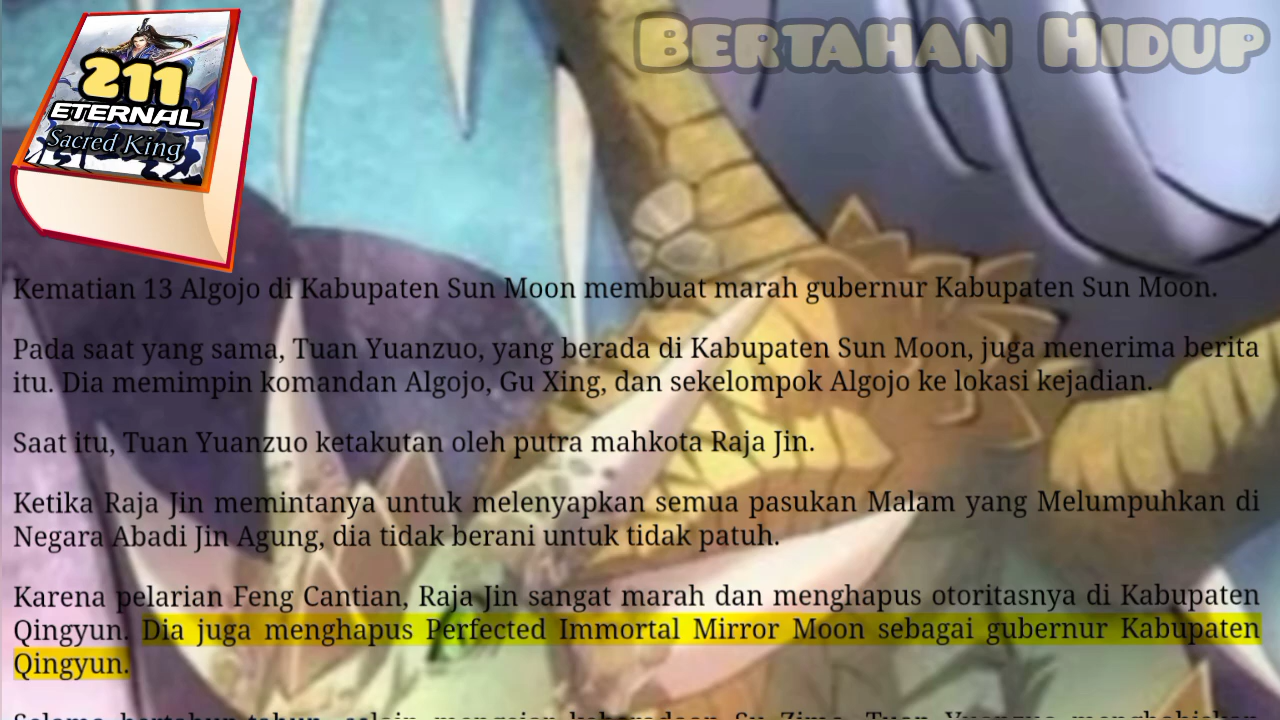 BERTAHAN HIDUP
211
ETERNAL
Sacred King
Kematian 13 Algojo di Kabupaten Sun Moon membuat marah gubernur Kabupaten Sun Moon.
Pada saat yang sama, Tuan Yuanzuo, yang berada di Kabupaten Sun Moon, juga menerima berita
itu. Dia memimpin komandan Algojo, Gu Xing, dan sekelompok Algojo ke lokasi kejadian.
Saat itu, Tuan Yuanzuo ketakutan oleh putra mahkota Raja Jin.
Ketika Raja Jin memintanya untuk melenyapkan semua pasukan Malam yang Melumpuhkan di
Negara Abadi Jin Agung, dia tidak berani untuk tidak patuh.
Karena pelarian Feng Cantian, Raja Jin sangat marah dan menghapus otoritasnya di Kabupaten
Qingyun. Dia juga menghapus Perfected Immortal Mirror Moon sebagai gubernur Kabupaten
Qingyun.